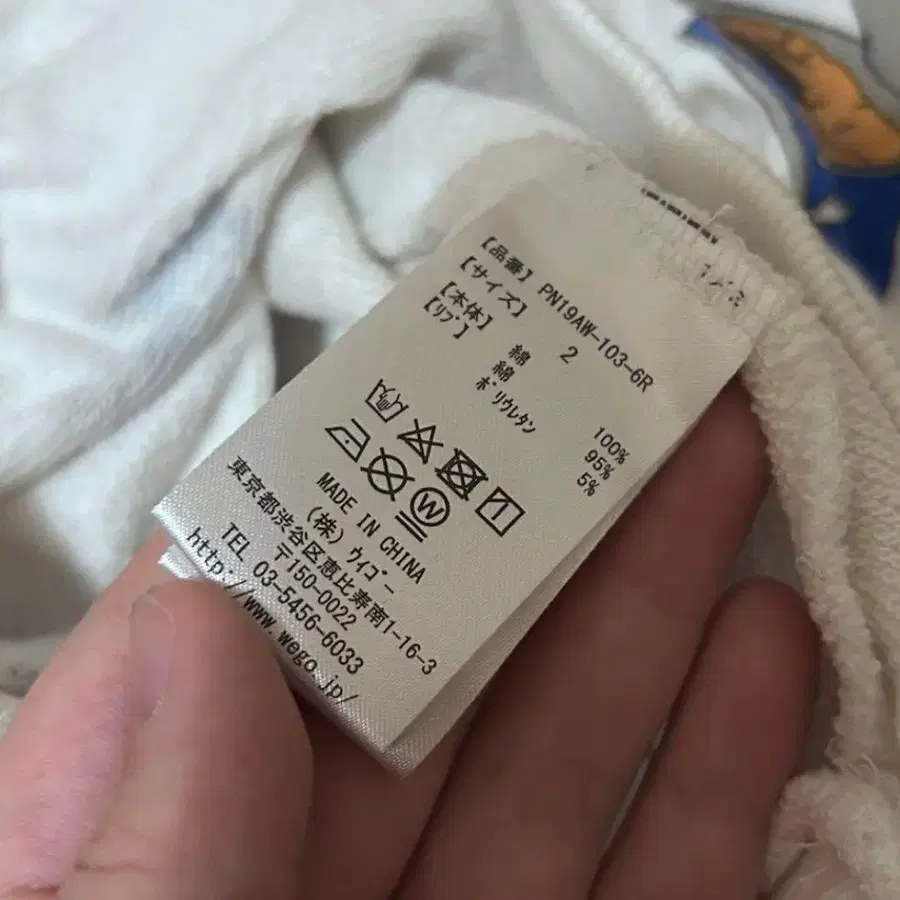 【品番】 PN19AW-103-6R
【サイズ】 2
【本体】 綿 100%
【リブ】 綿 95%
ポリウレタン 5%
W
MADE IN CHINA
(株) ウィゴー
〒150-0022
東京都渋谷区恵比寿南1-16-3
TEL 03-5456-6033
http://www.wego.jp/